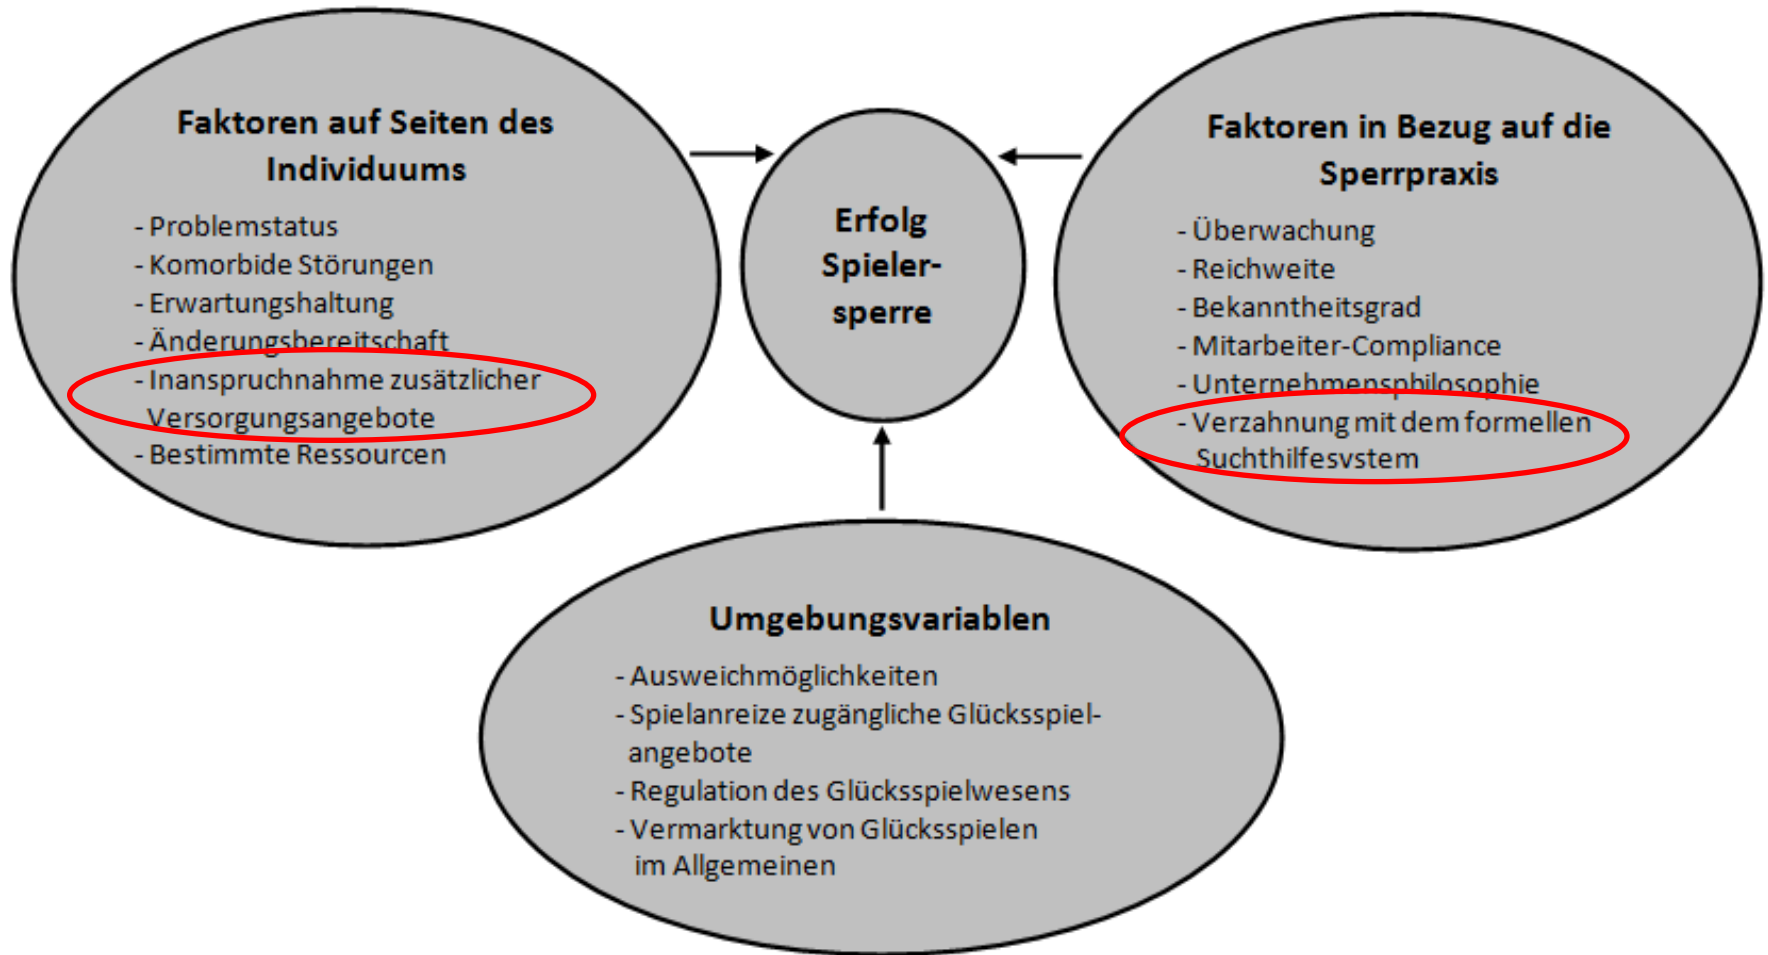 Faktoren auf Seiten des
Individuums
- Problemstatus
- Komorbide Störungen
- Erwartungshaltung
- Änderungsbereitschaft
- Inanspruchnahme zusätzlicher
Versorgungsangebote
- Bestimmte Ressourcen
Erfolg
Spieler-
sperre
Faktoren in Bezug auf die
Sperrpraxis
- Überwachung
- Reichweite
- Bekanntheitsgrad
- Mitarbeiter-Compliance
- Unternehmensphilosophie
- Verzahnung mit dem formellen
Suchthilfesystem
Umgebungsvariablen
- Ausweichmöglichkeiten
- Spielanreize zugängliche Glücksspiel-
angebote
- Regulation des Glücksspielwesens
- Vermarktung von Glücksspielen
im Allgemeinen